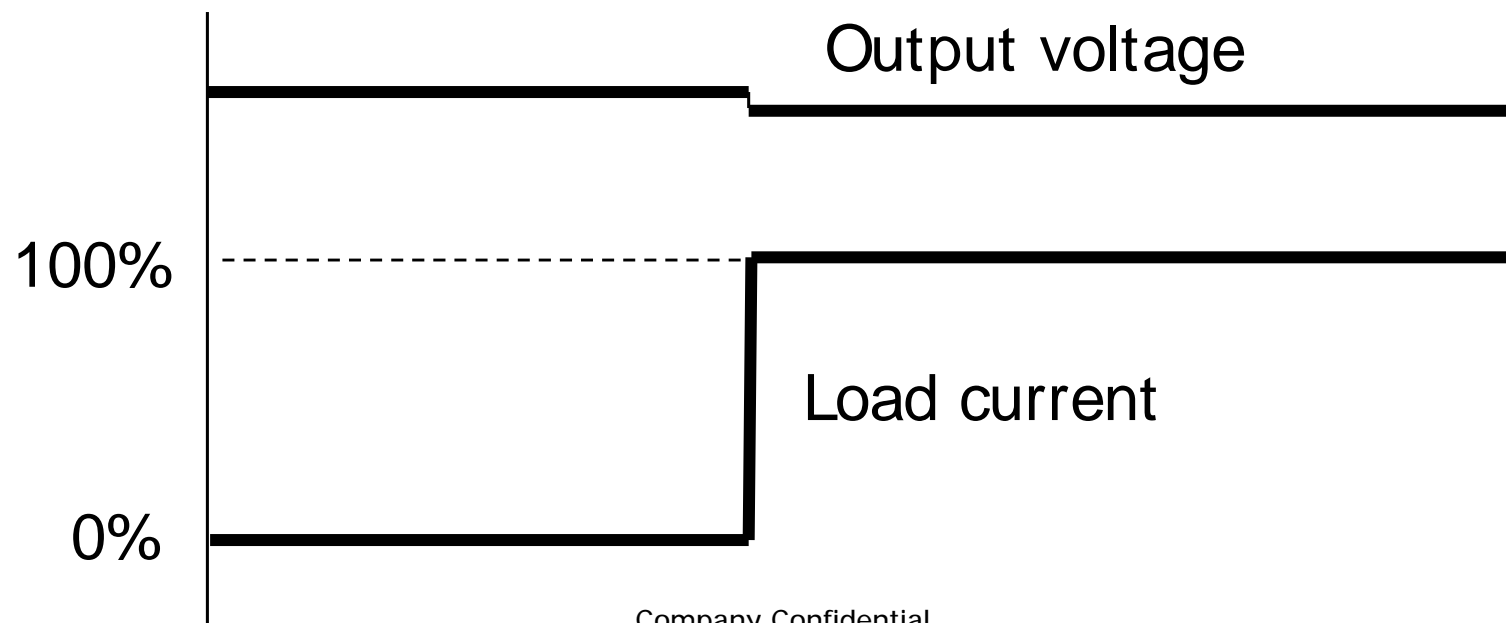 Output voltage
100%
Load current
0%
Company Confidential